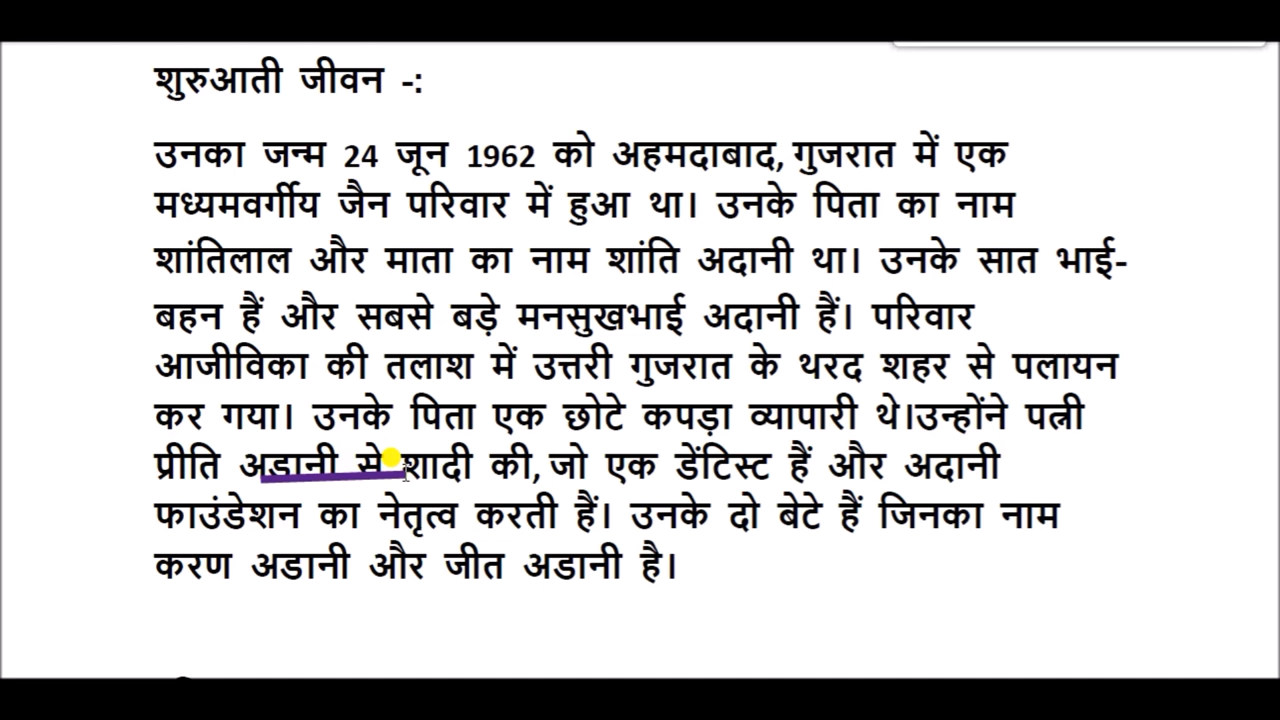 शुरुआती जीवन -:
उनका जन्म 24 जून 1962 को अहमदाबाद, गुजरात में एक
मध्यमवर्गीय जैन परिवार में हुआ था। उनके पिता का नाम
शांतिलाल और माता का नाम शांति अदानी था। उनके सात भाई-
बहन हैं और सबसे बड़े मनसुखभाई अदानी हैं। परिवार
आजीविका की तलाश में उत्तरी गुजरात के थरद शहर से पलायन
कर गया। उनके पिता एक छोटे कपड़ा व्यापारी थे।उन्होंने पत्नी
प्रीति अडानी से शादी की, जो एक डेंटिस्ट हैं और अदानी
फाउंडेशन का नेतृत्व करती हैं। उनके दो बेटे हैं जिनका नाम
करण अडानी और जीत अडानी है।